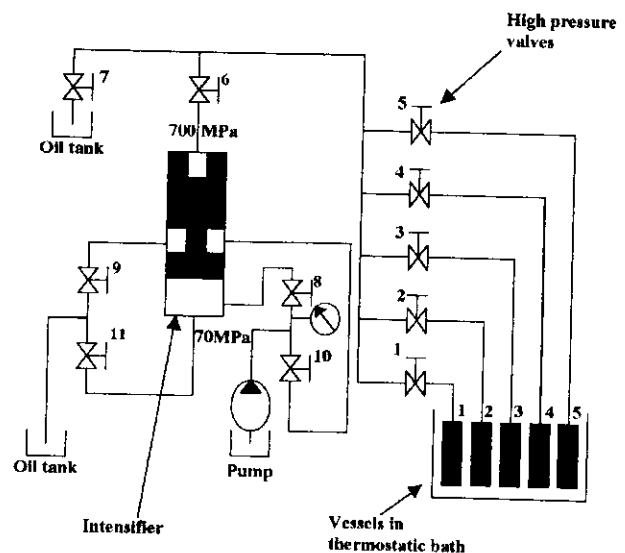 High pressure
valves
7
6
5
Oil tank
700 MPa
4
3
9
8
2
11
70MPa
10
1
1 2 3 4 5
Oil tank
Pump
Intensifier
Vessels in
thermostatic bath